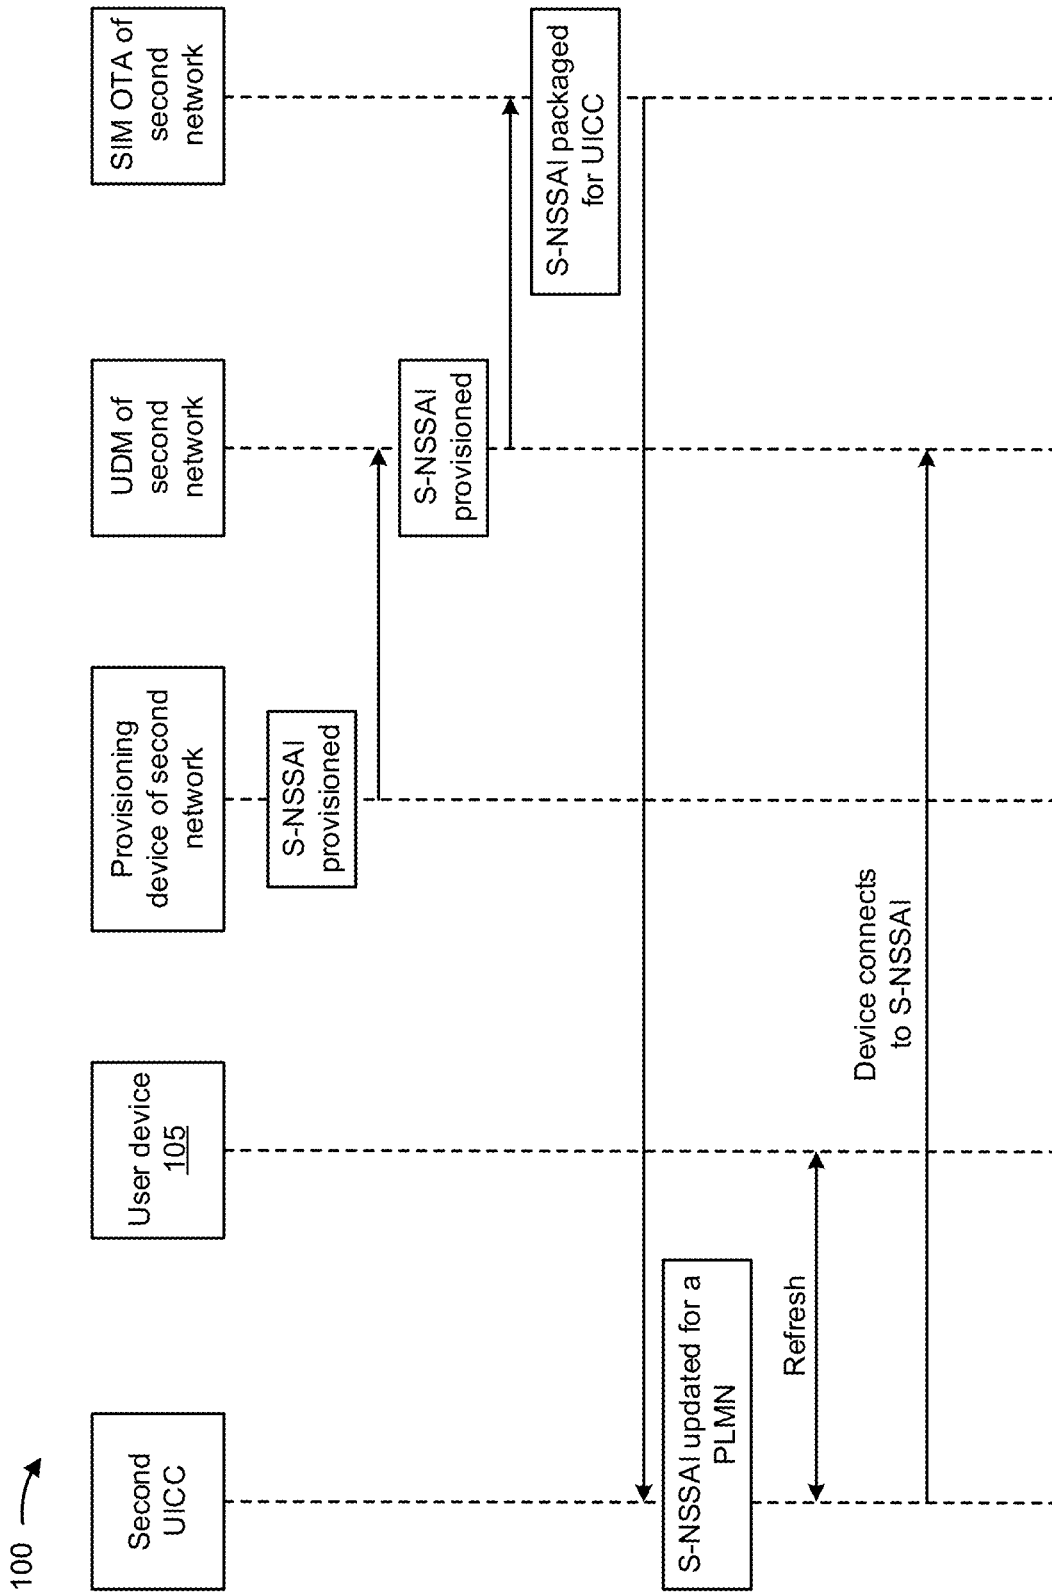 100
Second
UICC
User device
105
Provisioning
device of second
network
UDM of
second
network
SIM OTA of
second
network
S-NSSAI
provisioned
S-NSSAI
provisioned
S-NSSAI packaged
for UICC
S-NSSAI updated for a
PLMN
Refresh
Device connects
to S-NSSAI